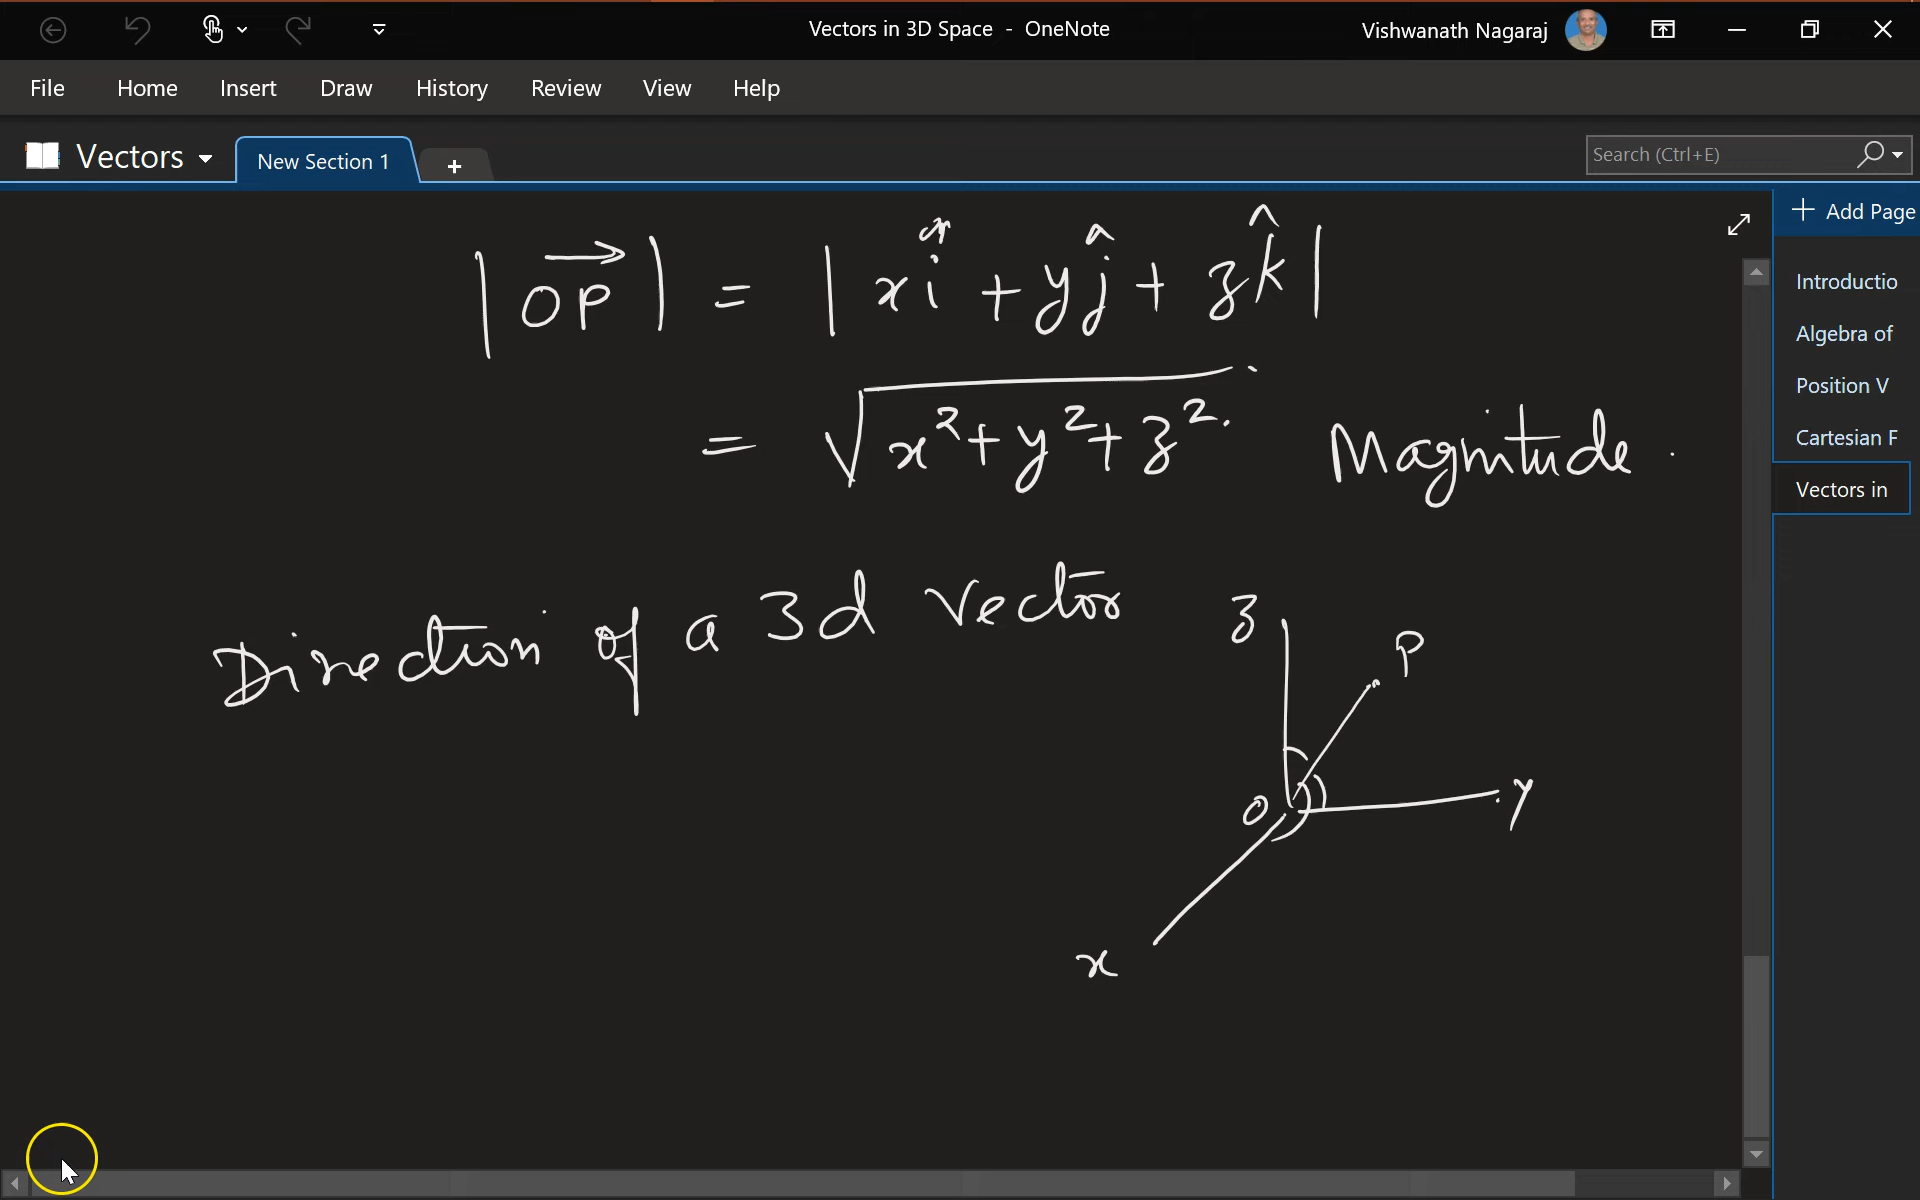 Vectors in 3D Space - OneNote
Vishwanath Nagaraj
File Home Insert Draw History Review View Help
Vectors
New Section 1
+
Search (Ctrl+E)
+ Add Page
Introductio
Algebra of
Position V
Cartesian F
Vectors in
|OP→| = |xî + yĵ + zk̂|
= √x²+y²+z² Magnitude
Direction of a 3d vector
z
P
O
y
x